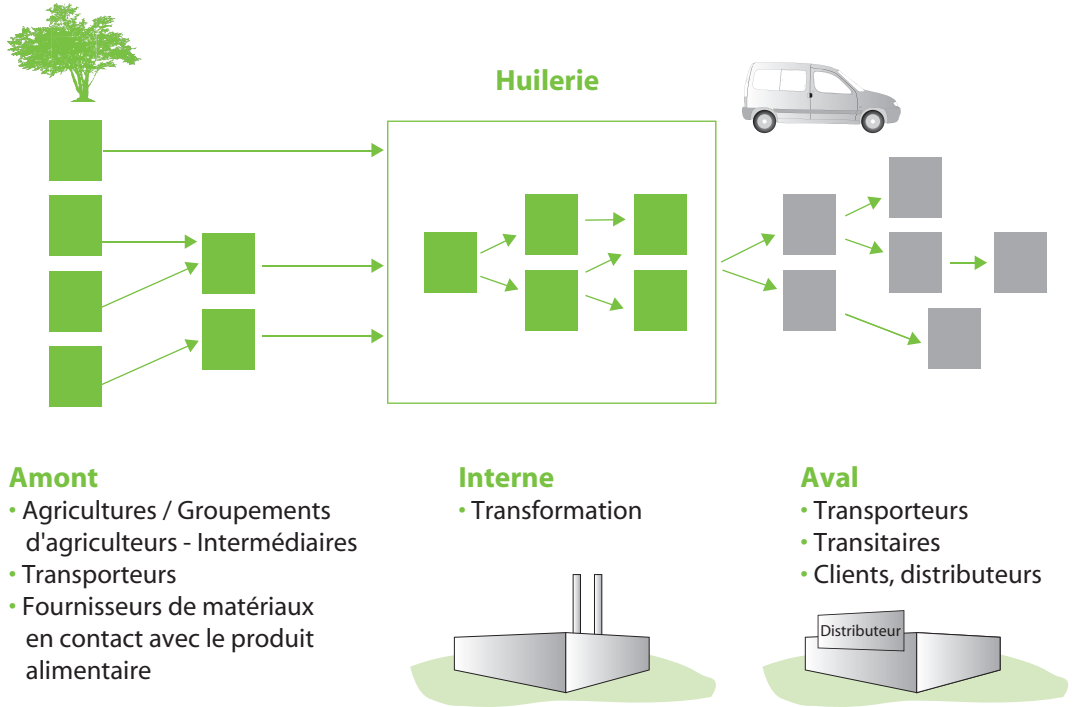 Huilerie
Amont
• Agricultures / Groupements
d'agriculteurs - Intermédiaires
• Transporteurs
• Fournisseurs de matériaux
en contact avec le produit
alimentaire
Interne
• Transformation
Aval
• Transporteurs
• Transitaires
• Clients, distributeurs
Distributeur